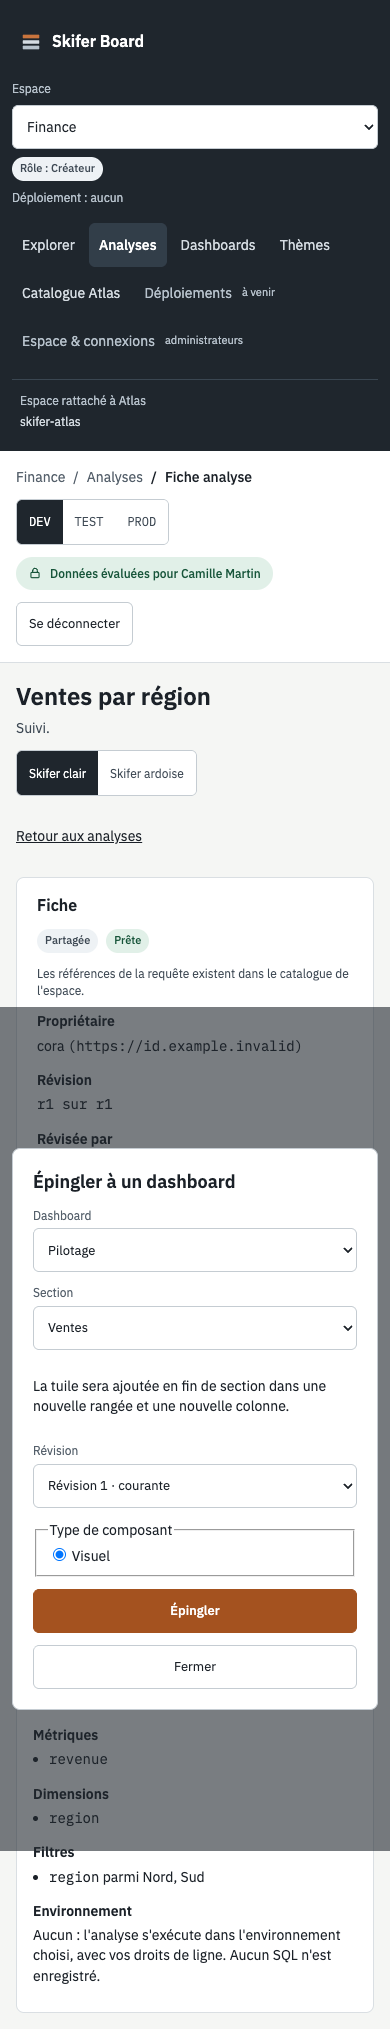 Skifer Board
Espace
Finance
Rôle : Créateur
Déploiement : aucun
Explorer Analyses Dashboards Thèmes
Catalogue Atlas Déploiements à venir
Espace & connexions administrateurs
Espace rattaché à Atlas
skifer-atlas
Finance / Analyses / Fiche analyse
DEV TEST PROD
Données évaluées pour Camille Martin
Se déconnecter
Ventes par région
Suivi.
Skifer clair Skifer ardoise
Retour aux analyses
Fiche
Partagée Prête
Les références de la requête existent dans le catalogue de
l'espace.
Propriétaire
cora (https://id.example.invalid)
Révision
r1 sur r1
Révisée par
Épingler à un dashboard
Dashboard
Pilotage
Section
Ventes
La tuile sera ajoutée en fin de section dans une
nouvelle rangée et une nouvelle colonne.
Révision
Révision 1 · courante
Type de composant
Visuel
Épingler
Fermer
Métriques
• revenue
Dimensions
• region
Filtres
• region parmi Nord, Sud
Environnement
Aucun : l'analyse s'exécute dans l'environnement
choisi, avec vos droits de ligne. Aucun SQL n'est
enregistré.